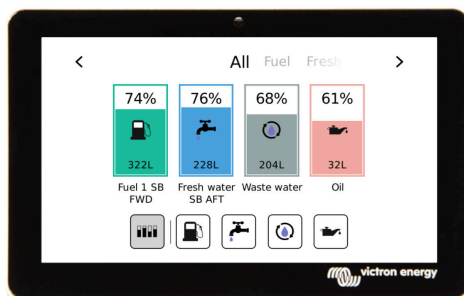 All Fuel Fresh
74% 76% 68% 61%
322L 228L 204L 32L
Fuel 1 SB Fresh water Waste water Oil
FWD SB AFT
victron energy